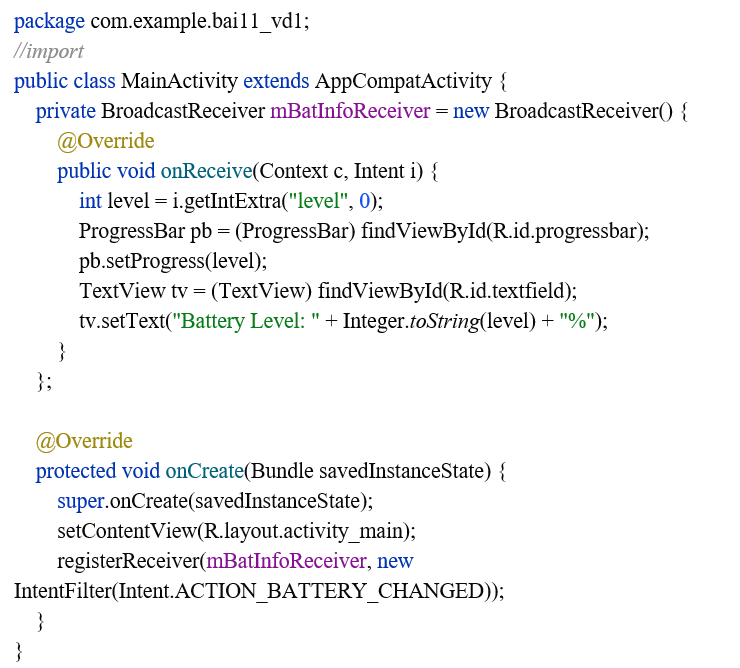 package com.example.bai11_vd1;
//import
public class MainActivity extends AppCompatActivity {
private BroadcastReceiver mBatInfoReceiver = new BroadcastReceiver() {
@Override
public void onReceive(Context c, Intent i) {
int level = i.getIntExtra("level", 0);
ProgressBar pb = (ProgressBar) findViewById(R.id.progressbar);
pb.setProgress(level);
TextView tv = (TextView) findViewById(R.id.textfield);
tv.setText("Battery Level: " + Integer.toString(level) + "%");
}
};
@Override
protected void onCreate(Bundle savedInstanceState) {
super.onCreate(savedInstanceState);
setContentView(R.layout.activity_main);
registerReceiver(mBatInfoReceiver, new
IntentFilter(Intent.ACTION_BATTERY_CHANGED));
}
}